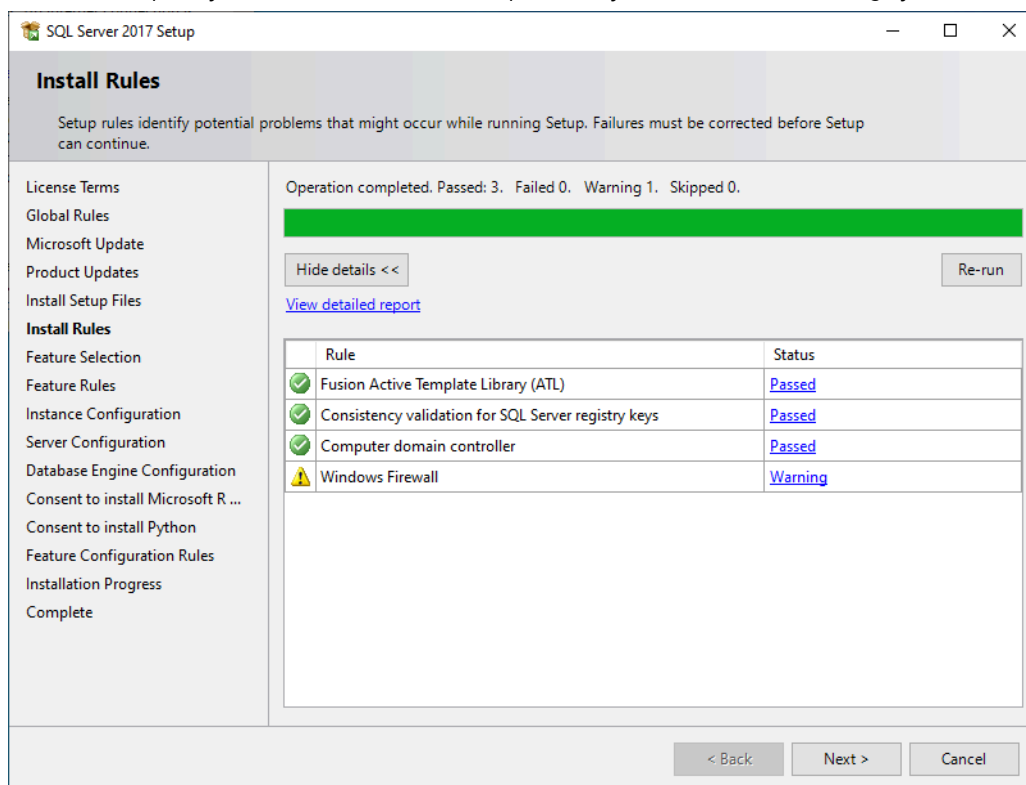 SQL Server 2017 Setup
Install Rules
Setup rules identify potential problems that might occur while running Setup. Failures must be corrected before Setup
can continue.
License Terms
Global Rules
Microsoft Update
Product Updates
Install Setup Files
Install Rules
Feature Selection
Feature Rules
Instance Configuration
Server Configuration
Database Engine Configuration
Consent to install Microsoft R ...
Consent to install Python
Feature Configuration Rules
Installation Progress
Complete
Operation completed. Passed: 3. Failed 0. Warning 1. Skipped 0.
Hide details <<
Re-run
View detailed report
Rule Status
Fusion Active Template Library (ATL) Passed
Consistency validation for SQL Server registry keys Passed
Computer domain controller Passed
Windows Firewall Warning
< Back
Next >
Cancel